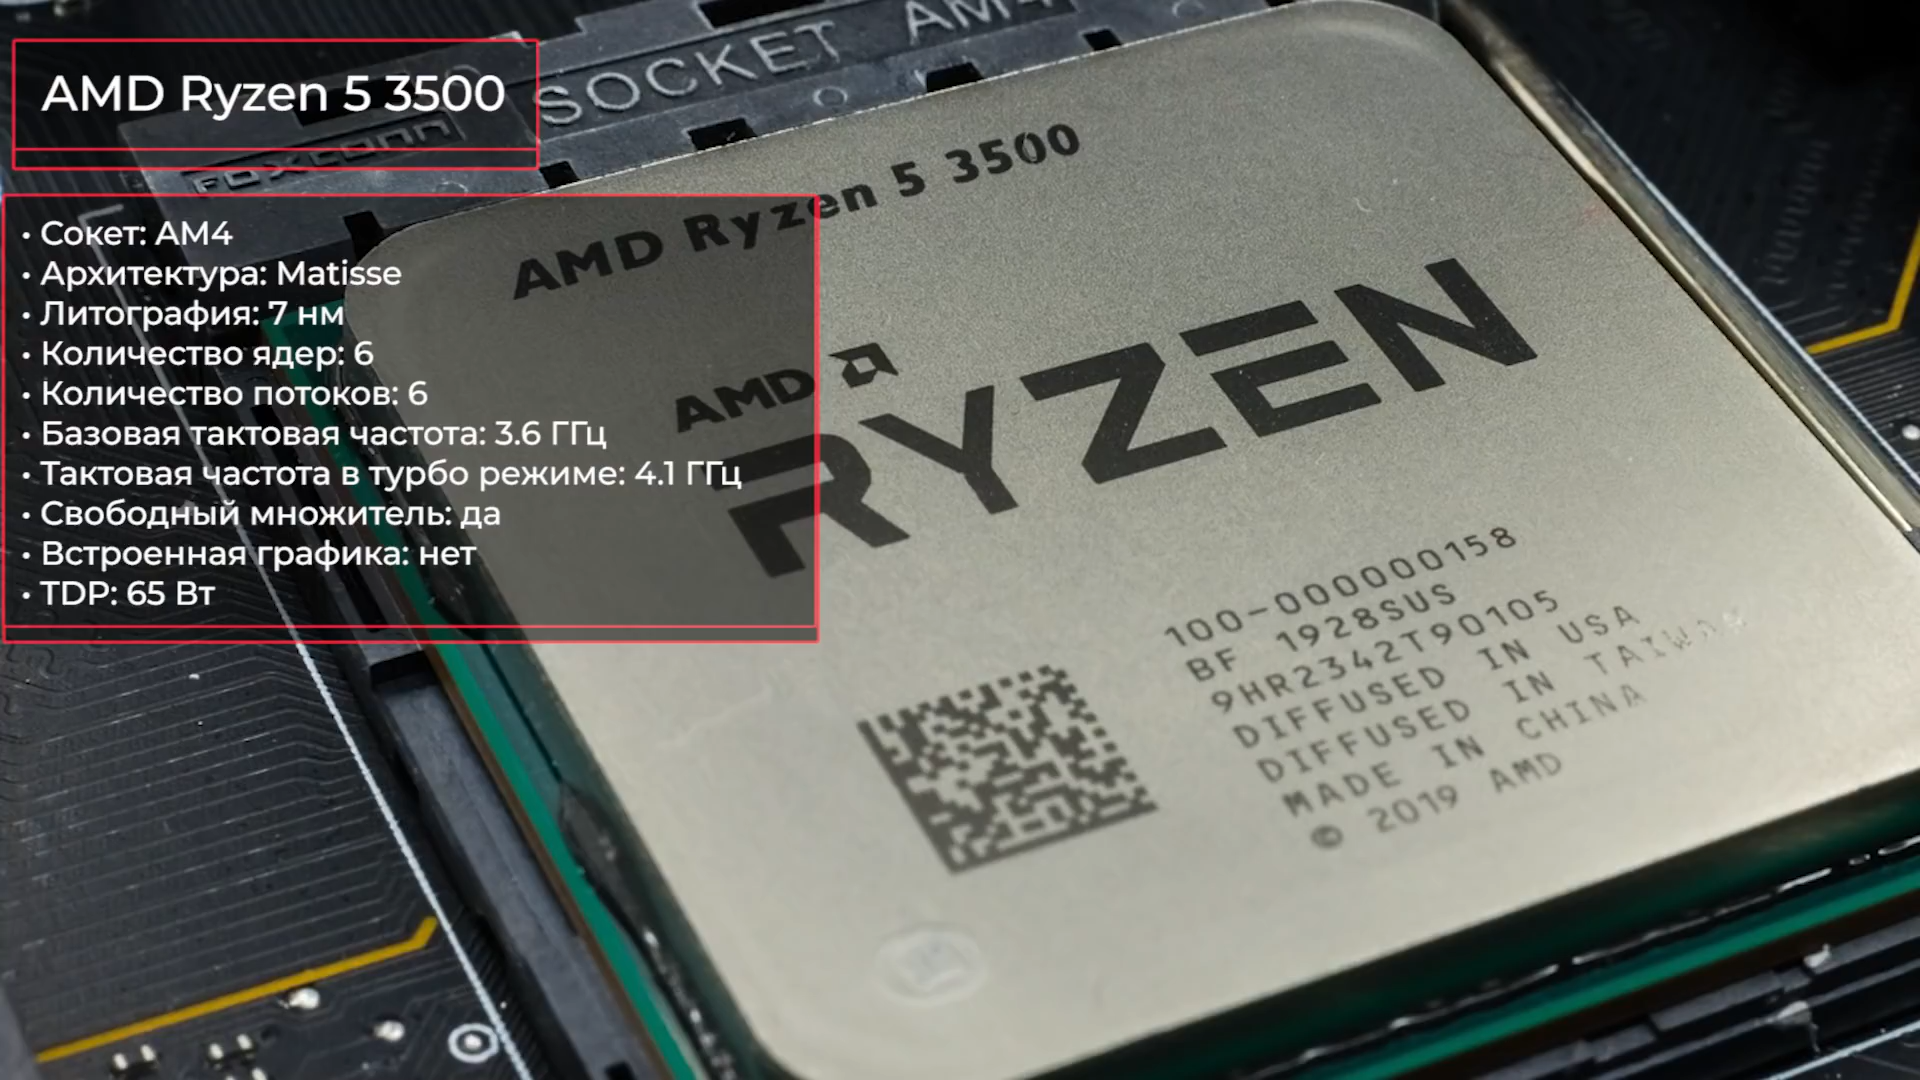 SOCKET AM4
AMD Ryzen 5 3500
FOXCONN
• Сокет: AM4
• Архитектура: Matisse
• Литография: 7 нм
• Количество ядер: 6
• Количество потоков: 6
• Базовая тактовая частота: 3.6 ГГц
• Тактовая частота в турбо режиме: 4.1 ГГц
• Свободный множитель: да
• Встроенная графика: нет
• TDP: 65 Вт
AMD Ryzen 5 3500
AMD
RYZEN
100-000000158
BF 1928SUS
9HR2342T90105
DIFFUSED IN USA
DIFFUSED IN TAIWAN
MADE IN CHINA
© 2019 AMD